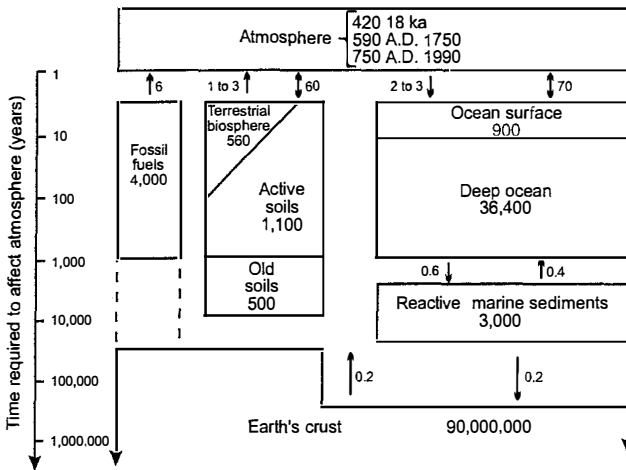 Atmosphere
420 18 ka
590 A.D. 1750
750 A.D. 1990
Time required to affect atmosphere (years)
1
10
100
1,000
10,000
100,000
1,000.000
6
1 to 3
60
2 to 3
70
Fossil
fuels
4,000
Terrestrial
biosphere
560
Active
soils
1,100
Old
soils
500
Ocean surface
900
Deep ocean
36,400
0.6
0.4
Reactive marine sediments
3,000
0.2
0.2
Earth's crust 90,000,000